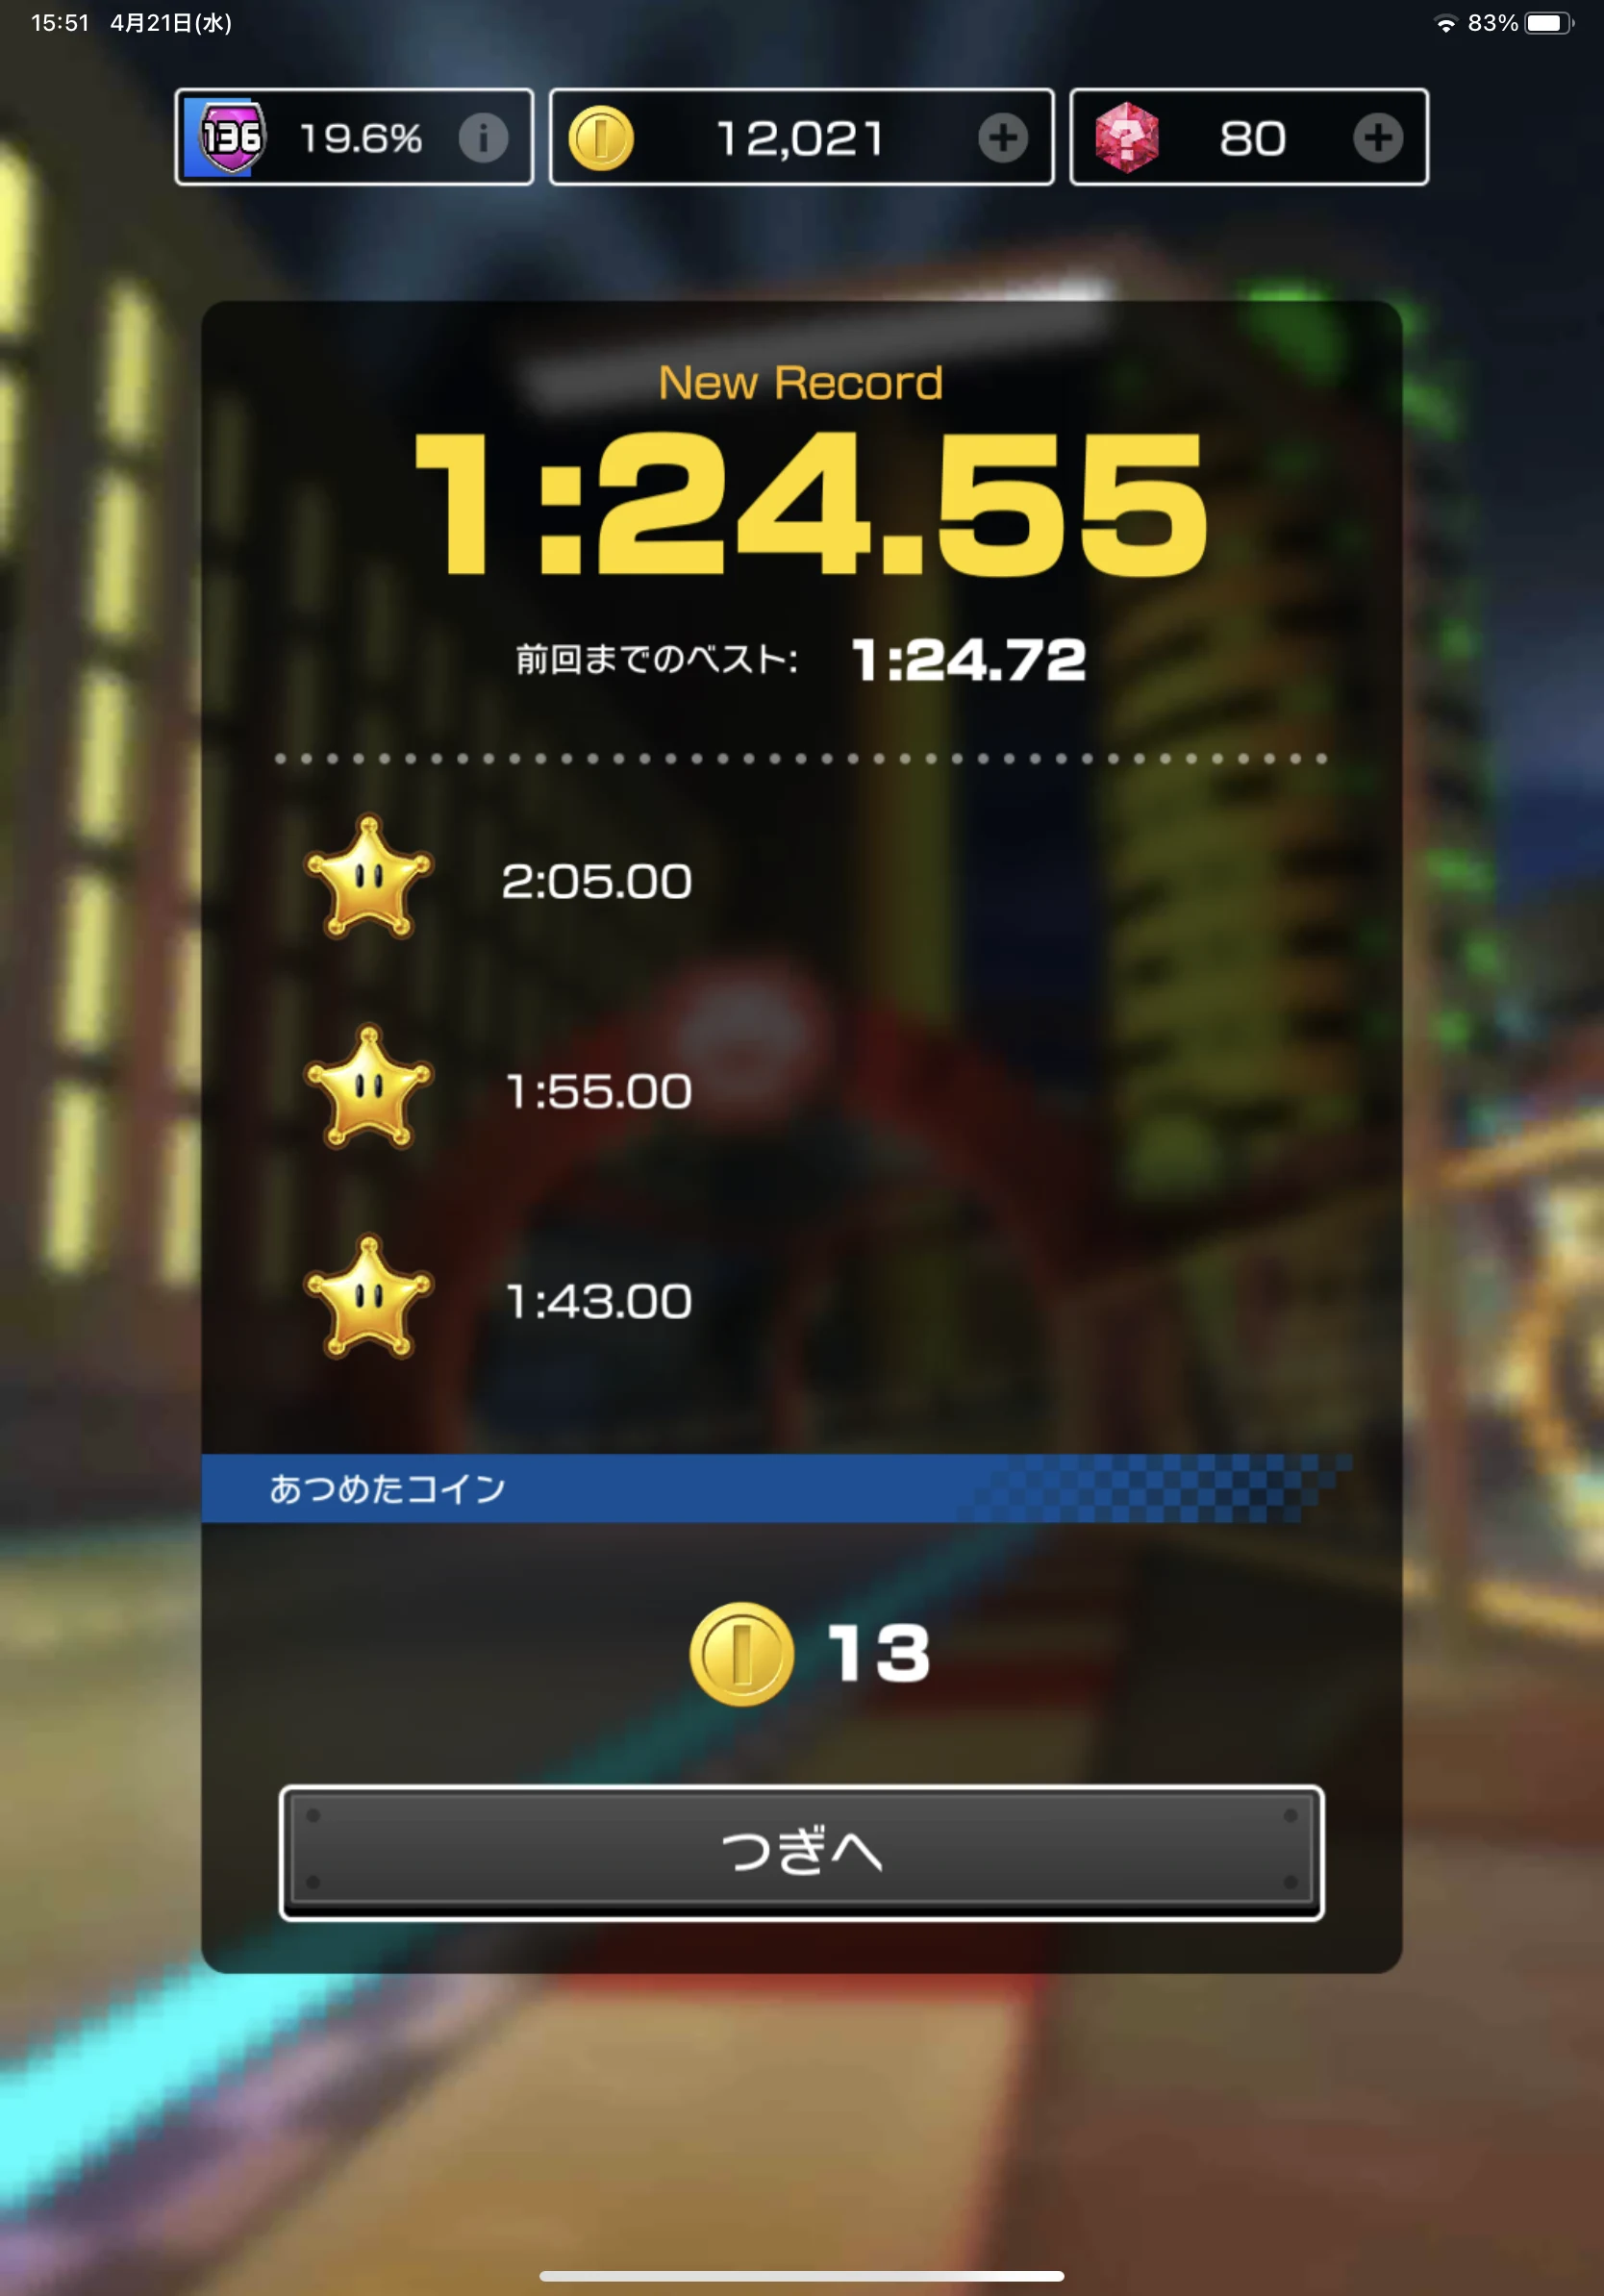 15:51 4月21日(水) 83%
136 19.6% 12,021 80
New Record
1:24.55
前回までのベスト: 1:24.72
2:05.00
1:55.00
1:43.00
あつめたコイン
13
つぎへ